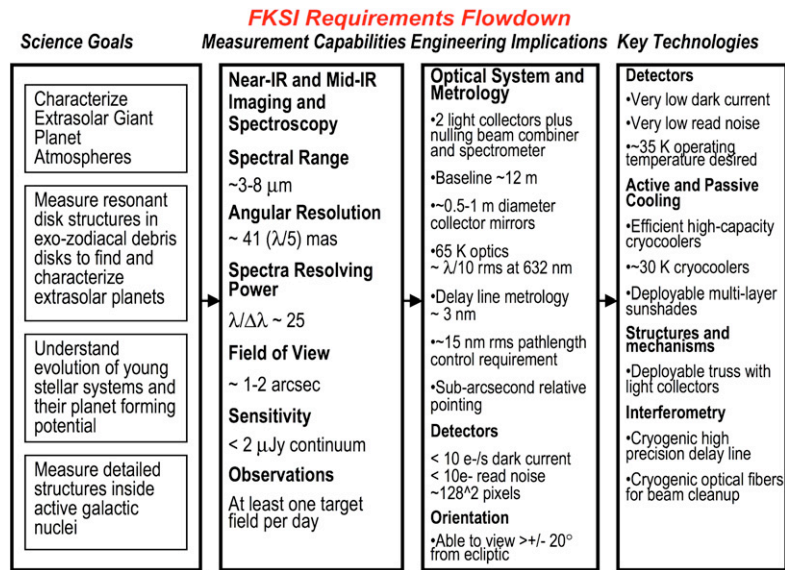 FKSI Requirements Flowdown
Science Goals
Measurement Capabilities
Engineering Implications
Key Technologies
Characterize
Extrasolar Giant
Planet
Atmospheres
Measure resonant
disk structures in
exo-zodiacal debris
disks to find and
characterize
extrasolar planets
Understand
evolution of young
stellar systems and
their planet forming
potential
Measure detailed
structures inside
active galactic
nuclei
Near-IR and Mid-IR
Imaging and
Spectroscopy
Spectral Range
~3-8 μm
Angular Resolution
~ 41 (λ/5) mas
Spectra Resolving
Power
λ/Δλ ~ 25
Field of View
~ 1-2 arcsec
Sensitivity
< 2 μJy continuum
Observations
At least one target
field per day
Optical System and
Metrology
•2 light collectors plus
nulling beam combiner
and spectrometer
•Baseline ~12 m
•~0.5-1 m diameter
collector mirrors
•65 K optics
~ λ/10 rms at 632 nm
•Delay line metrology
~ 3 nm
•~15 nm rms pathlength
control requirement
•Sub-arcsecond relative
pointing
Detectors
< 10 e-/s dark current
< 10e- read noise
~128^2 pixels
Orientation
•Able to view >+/- 20°
from ecliptic
Detectors
•Very low dark current
•Very low read noise
•~35 K operating
temperature desired
Active and Passive
Cooling
•Efficient high-capacity
cryocoolers
•~30 K cryocoolers
•Deployable multi-layer
sunshades
Structures and
mechanisms
•Deployable truss with
light collectors
Interferometry
•Cryogenic high
precision delay line
•Cryogenic optical fibers
for beam cleanup